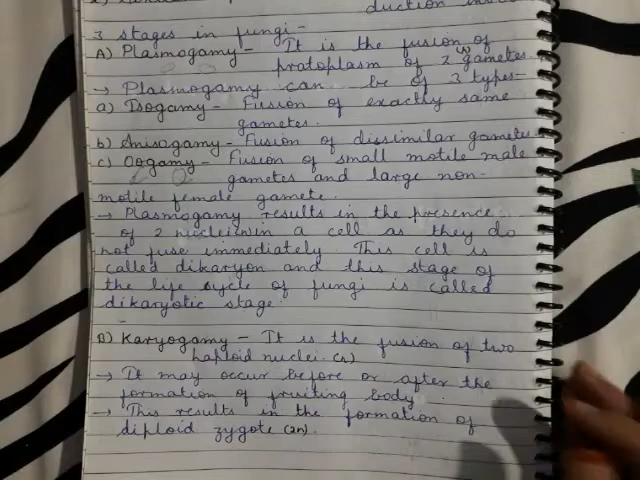 duction
3 stages in fungi -
A) Plasmogamy - It is the fusion of
protoplasm of 2 gametes.
→ Plasmogamy can be of 3 types -
a) Isogamy - Fusion of exactly same
gametes.
b) Anisogamy - Fusion of dissimilar gametes
c) Oogamy - Fusion of small motile male
gametes and large non-
motile female gamete.
→ Plasmogamy results in the presence
of 2 nuclei in a cell as they do
not fuse immediately. This cell is
called dikaryon and this stage of
the life cycle of fungi is called
dikaryotic stage.
B) Karyogamy - It is the fusion of two
haploid nuclei. (n)
→ It may occur before or after the
formation of fruiting body
→ This results in the formation of
diploid zygote (2n).